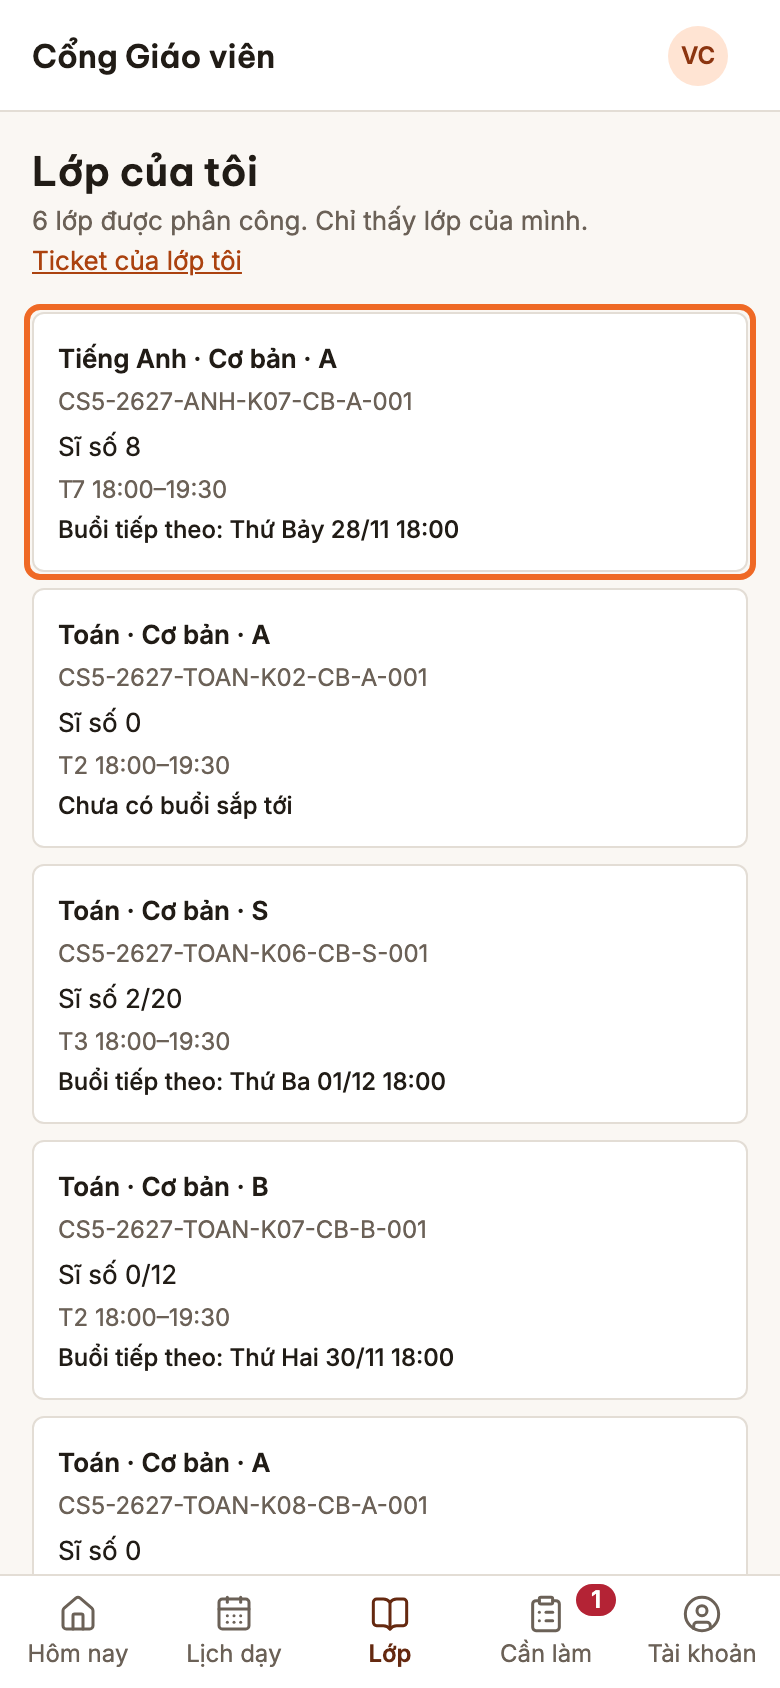 Cổng Giáo viên
VC
Lớp của tôi
6 lớp được phân công. Chỉ thấy lớp của mình.
Ticket của lớp tôi
Tiếng Anh · Cơ bản · A
CS5-2627-ANH-K07-CB-A-001
Sĩ số 8
T7 18:00–19:30
Buổi tiếp theo: Thứ Bảy 28/11 18:00
Toán · Cơ bản · A
CS5-2627-TOAN-K02-CB-A-001
Sĩ số 0
T2 18:00–19:30
Chưa có buổi sắp tới
Toán · Cơ bản · S
CS5-2627-TOAN-K06-CB-S-001
Sĩ số 2/20
T3 18:00–19:30
Buổi tiếp theo: Thứ Ba 01/12 18:00
Toán · Cơ bản · B
CS5-2627-TOAN-K07-CB-B-001
Sĩ số 0/12
T2 18:00–19:30
Buổi tiếp theo: Thứ Hai 30/11 18:00
Toán · Cơ bản · A
CS5-2627-TOAN-K08-CB-A-001
Sĩ số 0
1
Hôm nay
Lịch dạy
Lớp
Cần làm
Tài khoản